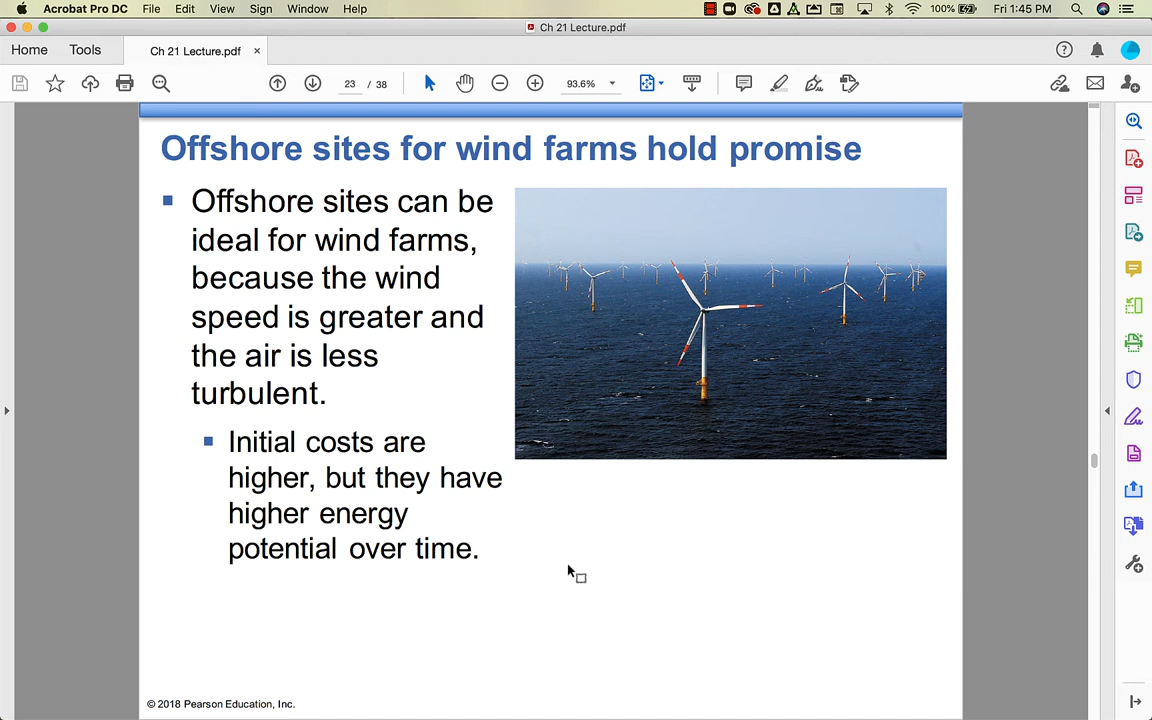 Acrobat Pro DC File Edit View Sign Window Help 100% Fri 1:45 PM
Ch 21 Lecture.pdf
Home Tools Ch 21 Lecture.pdf ×
23 / 38 93.6%
Offshore sites for wind farms hold promise
Offshore sites can be
ideal for wind farms,
because the wind
speed is greater and
the air is less
turbulent.
Initial costs are
higher, but they have
higher energy
potential over time.
© 2018 Pearson Education, Inc.